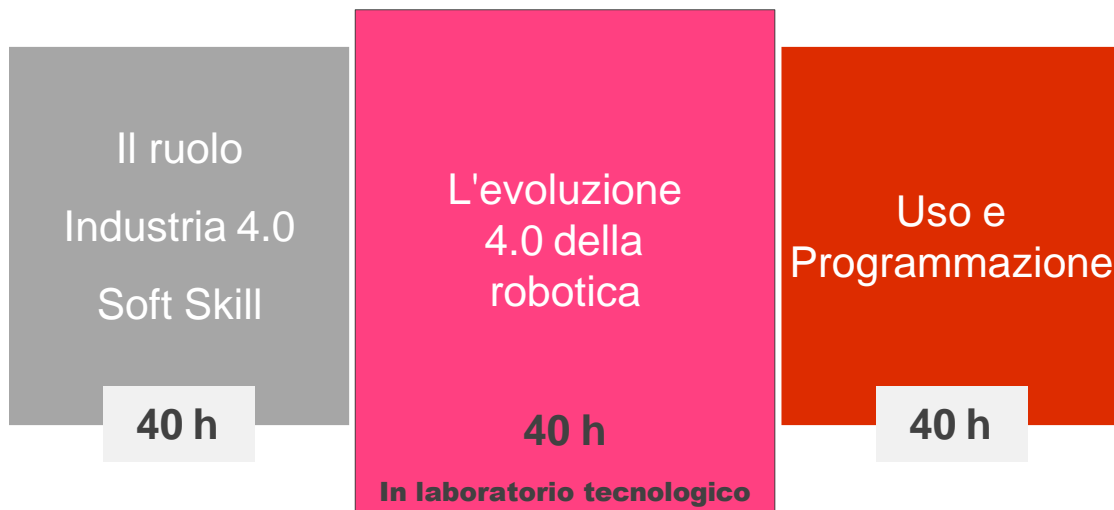 Il ruolo
Industria 4.0
Soft Skill
40 h
L'evoluzione
4.0 della
robotica
40 h
In laboratorio tecnologico
Uso e
Programmazione
40 h